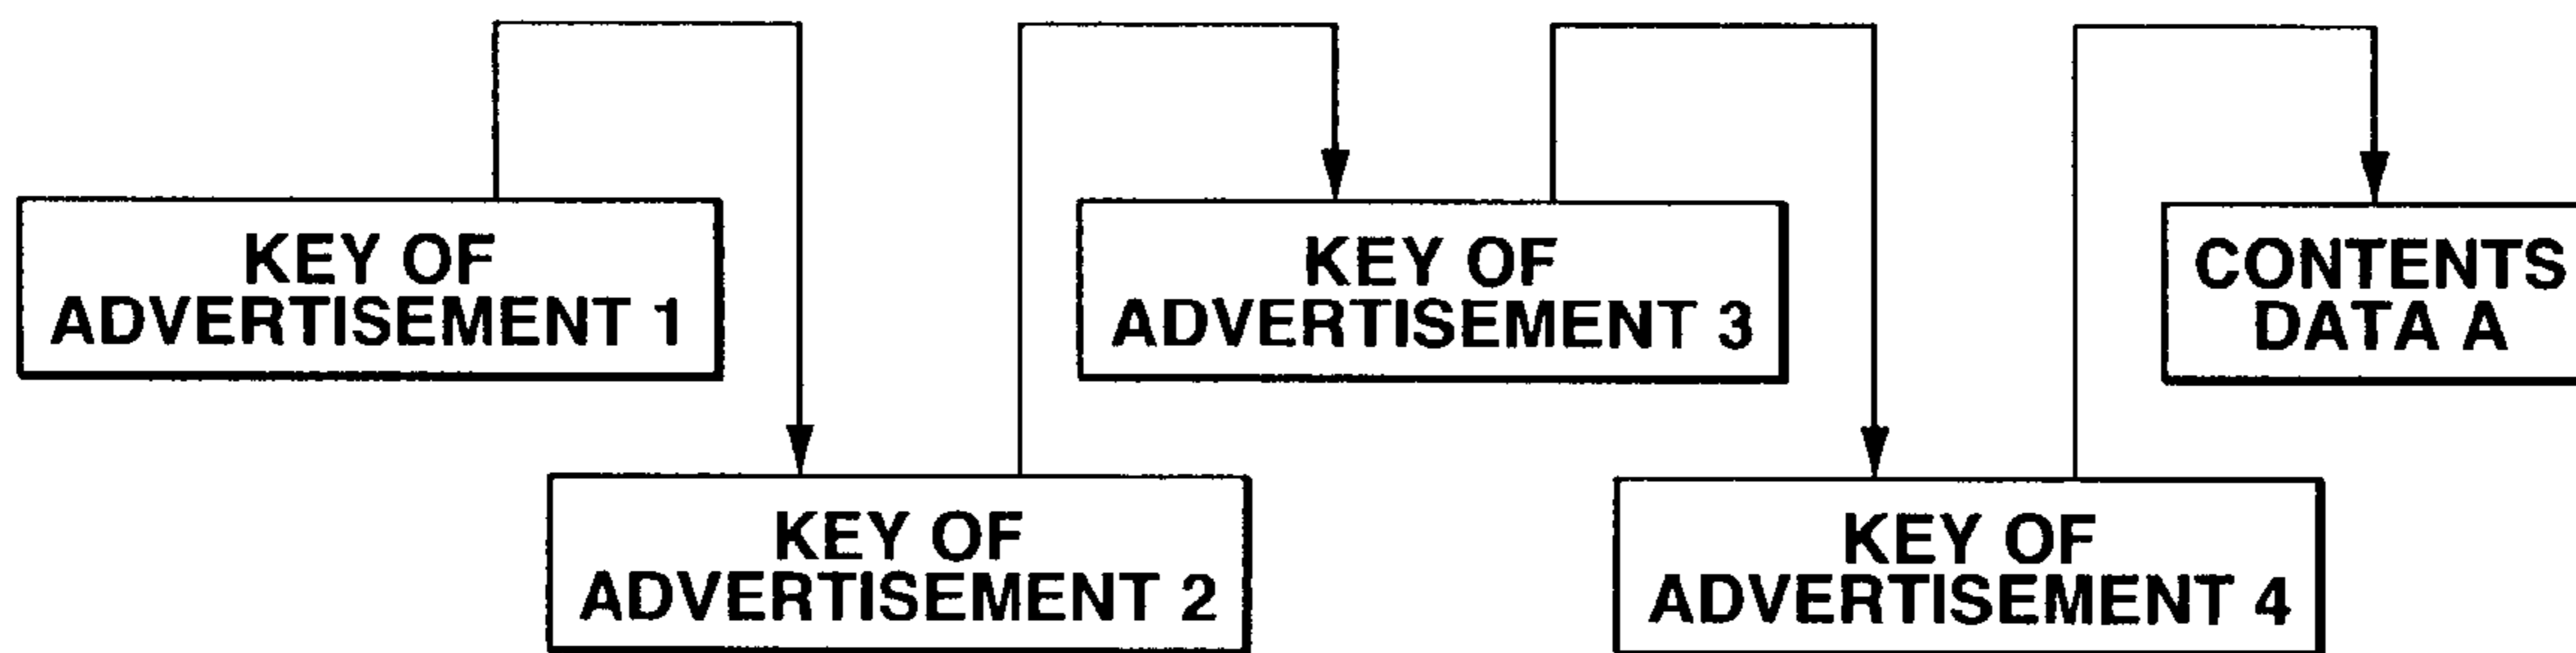 KEY OF
ADVERTISEMENT 1
KEY OF
ADVERTISEMENT 2
KEY OF
ADVERTISEMENT 3
KEY OF
ADVERTISEMENT 4
CONTENTS
DATA A